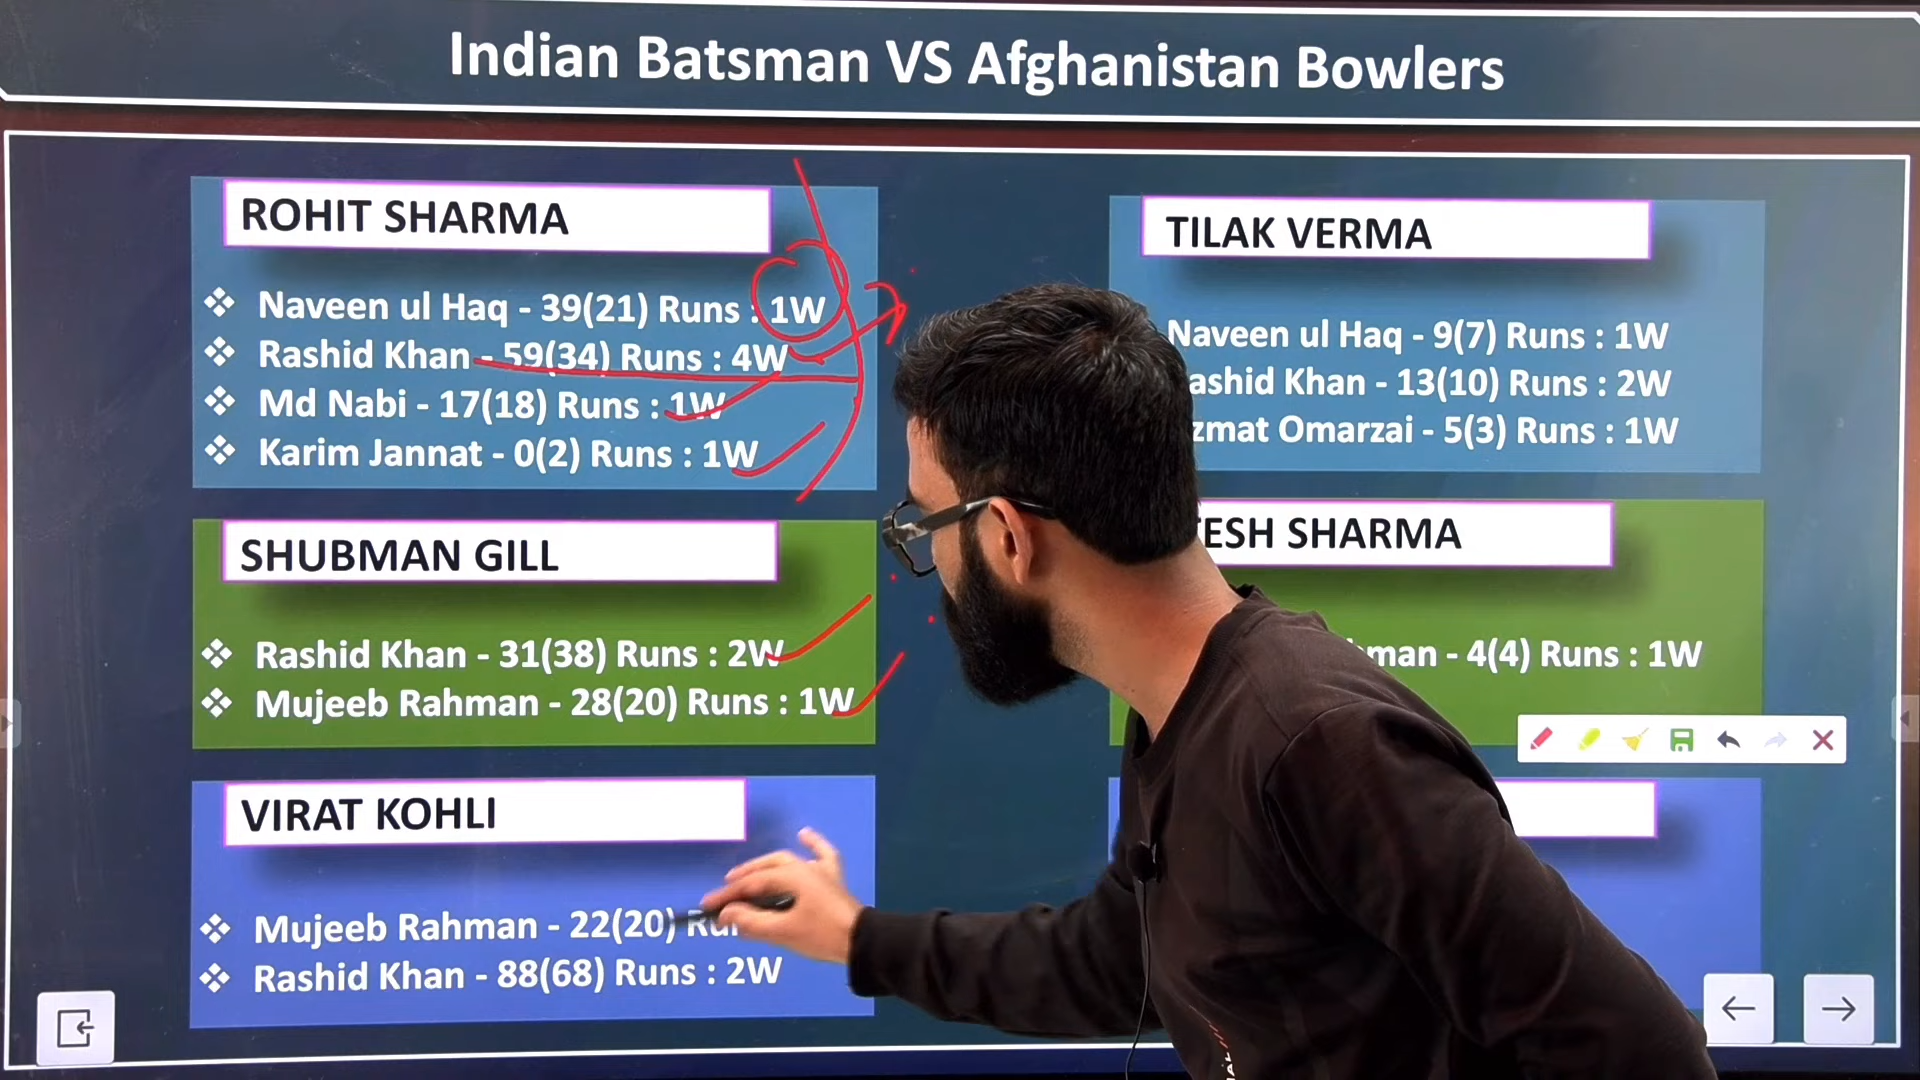 Indian Batsman VS Afghanistan Bowlers
ROHIT SHARMA
Naveen ul Haq - 39(21) Runs : 1W
Rashid Khan - 59(34) Runs : 4W
Md Nabi - 17(18) Runs : 1W
Karim Jannat - 0(2) Runs : 1W
SHUBMAN GILL
Rashid Khan - 31(38) Runs : 2W
Mujeeb Rahman - 28(20) Runs : 1W
VIRAT KOHLI
Mujeeb Rahman - 22(20)
Rashid Khan - 88(68) Runs : 2W
TILAK VERMA
Naveen ul Haq - 9(7) Runs : 1W
Khan - 13(10) Runs : 2W
Omarzai - 5(3) Runs : 1W
SHARMA
- 4(4) Runs : 1W